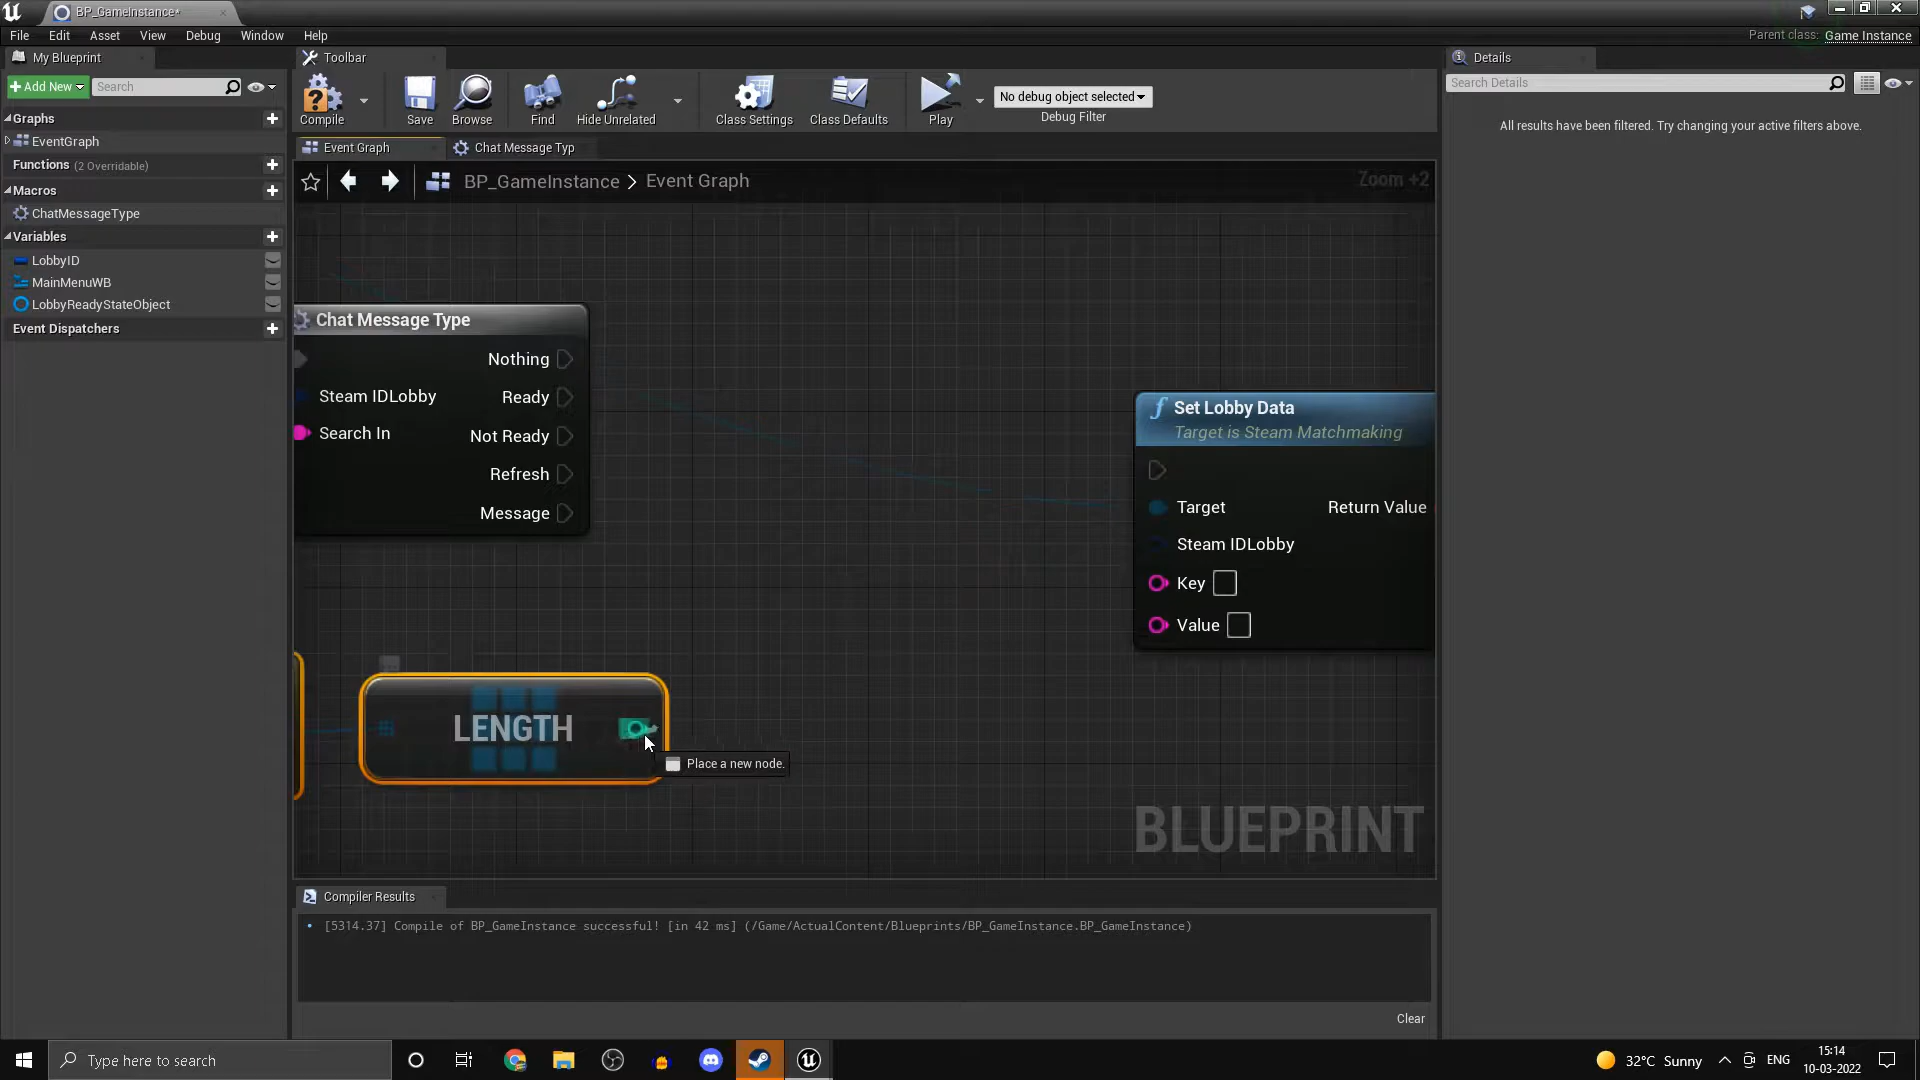 BP_GameInstance*
File Edit Asset View Debug Window Help
Parent class: Game Instance
My Blueprint
Toolbar
Details
Add New
Search
Search Details
Compile
Save
Browse
Find
Hide Unrelated
Class Settings
Class Defaults
Play
No debug object selected
Debug Filter
All results have been filtered. Try changing your active filters above.
Graphs
EventGraph
Functions (2 Overridable)
Macros
ChatMessageType
Variables
LobbyID
MainMenuWB
LobbyReadyStateObject
Event Dispatchers
Event Graph
Chat Message Typ
BP_GameInstance > Event Graph
Zoom +2
Chat Message Type
Nothing
Steam IDLobby
Ready
Search In
Not Ready
Refresh
Message
Set Lobby Data
Target is Steam Matchmaking
Target
Return Value
Steam IDLobby
Key
Value
LENGTH
Place a new node.
BLUEPRINT
Compiler Results
• [5314.37] Compile of BP_GameInstance successful! [in 42 ms] (/Game/ActualContent/Blueprints/BP_GameInstance.BP_GameInstance)
Clear
Type here to search
32°C Sunny
ENG
15:14
10-03-2022